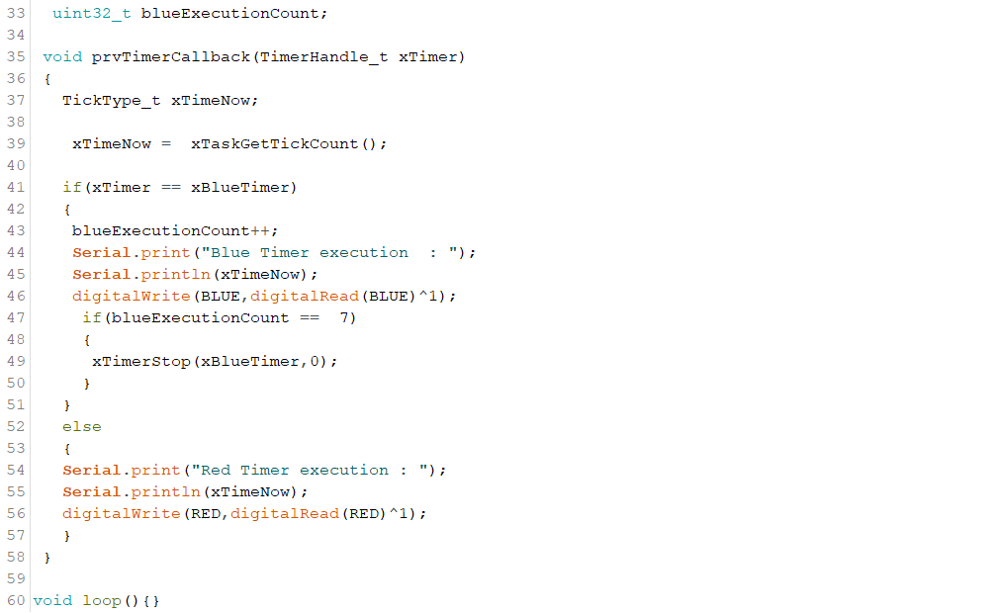 33 uint32_t blueExecutionCount;
34
35 void prvTimerCallback(TimerHandle_t xTimer)
36 {
37 TickType_t xTimeNow;
38
39 xTimeNow =  xTaskGetTickCount();
40
41 if(xTimer == xBlueTimer)
42 {
43 blueExecutionCount++;
44 Serial.print("Blue Timer execution  : ");
45 Serial.println(xTimeNow);
46 digitalWrite(BLUE,digitalRead(BLUE)^1);
47 if(blueExecutionCount ==  7)
48 {
49 xTimerStop(xBlueTimer,0);
50 }
51 }
52 else
53 {
54 Serial.print("Red Timer execution : ");
55 Serial.println(xTimeNow);
56 digitalWrite(RED,digitalRead(RED)^1);
57 }
58 }
59
60 void loop(){}